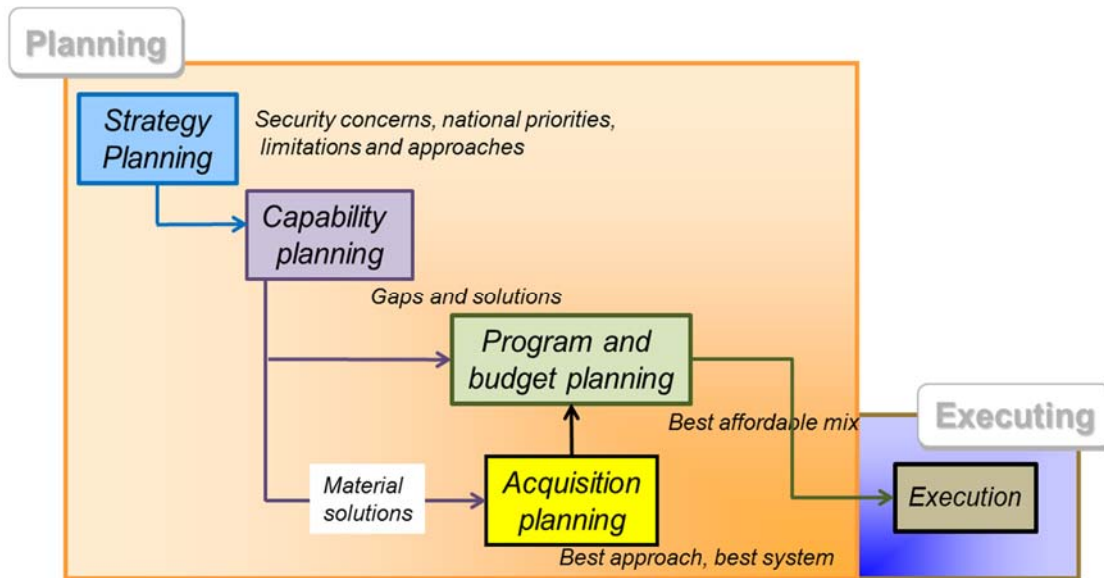 Planning
Strategy
Planning
Security concerns, national priorities,
limitations and approaches
Capability
planning
Gaps and solutions
Program and
budget planning
Best affordable mix
Executing
Material
solutions
Acquisition
planning
Execution
Best approach, best system